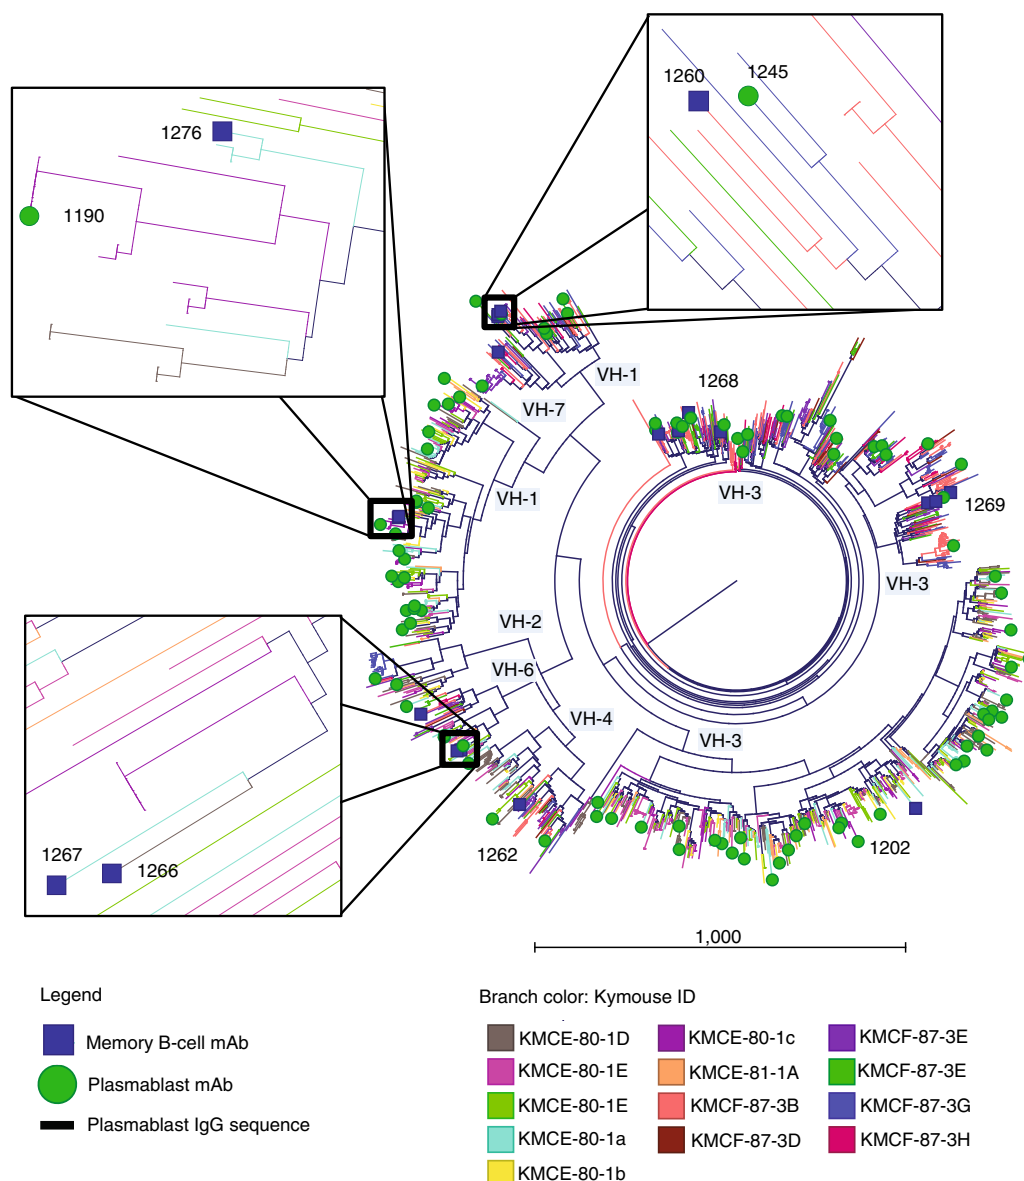 1260
1245
1276
1190
VH-1
1268
VH-7
VH-3
VH-1
1269
VH-3
VH-2
VH-6
VH-4
VH-3
1267
1266
1262
1202
1,000
Legend
Branch color: Kymouse ID
Memory B-cell mAb
Plasmablast mAb
Plasmablast IgG sequence
KMCE-80-1D
KMCE-80-1E
KMCE-80-1E
KMCE-80-1a
KMCE-80-1b
KMCE-80-1c
KMCE-81-1A
KMCF-87-3B
KMCF-87-3D
KMCF-87-3E
KMCF-87-3E
KMCF-87-3G
KMCF-87-3H